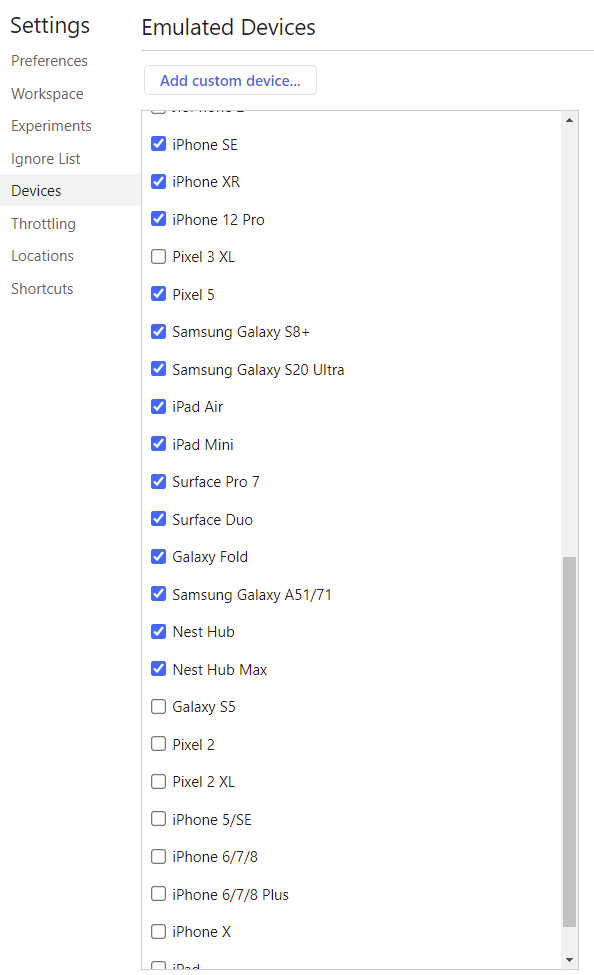 Settings
Preferences
Workspace
Experiments
Ignore List
Devices
Throttling
Locations
Shortcuts
Emulated Devices
Add custom device...
iPhone SE
iPhone XR
iPhone 12 Pro
Pixel 3 XL
Pixel 5
Samsung Galaxy S8+
Samsung Galaxy S20 Ultra
iPad Air
iPad Mini
Surface Pro 7
Surface Duo
Galaxy Fold
Samsung Galaxy A51/71
Nest Hub
Nest Hub Max
Galaxy S5
Pixel 2
Pixel 2 XL
iPhone 5/SE
iPhone 6/7/8
iPhone 6/7/8 Plus
iPhone X
iPad